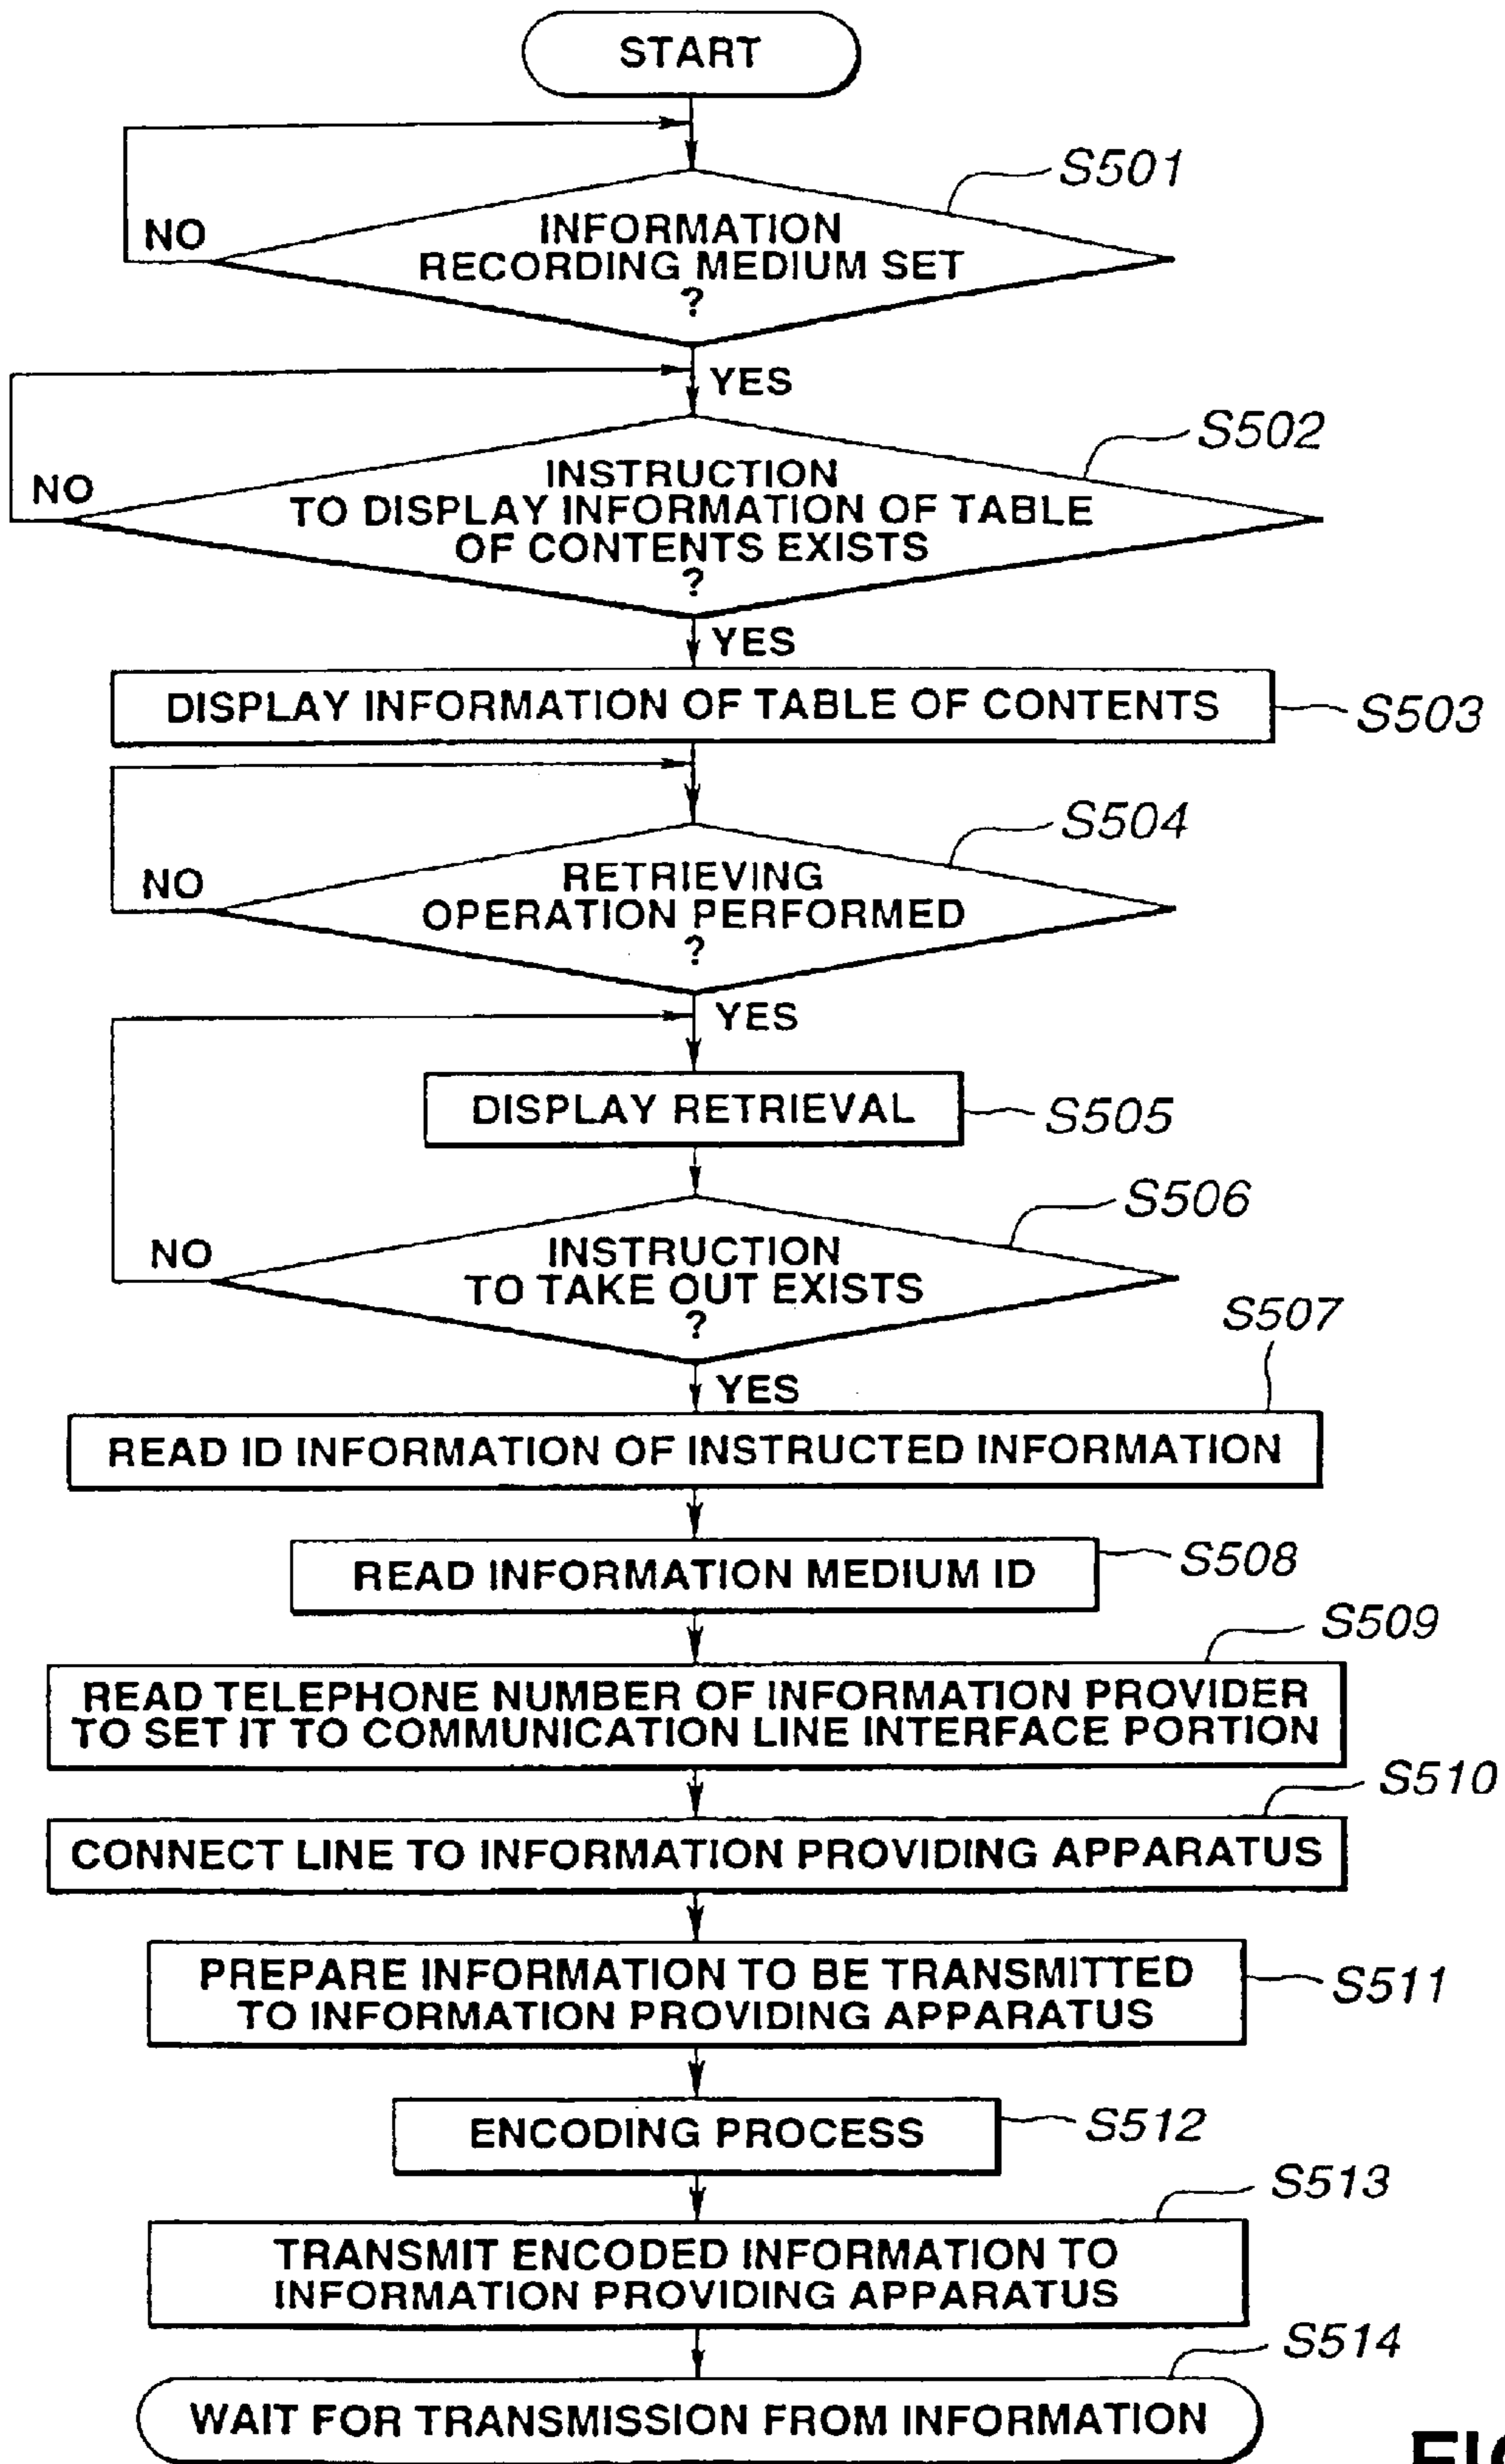 START
S501
INFORMATION
RECORDING MEDIUM SET
?
NO
YES
S502
INSTRUCTION
TO DISPLAY INFORMATION OF TABLE
OF CONTENTS EXISTS
?
NO
YES
DISPLAY INFORMATION OF TABLE OF CONTENTS
S503
S504
RETRIEVING
OPERATION PERFORMED
?
NO
YES
DISPLAY RETRIEVAL
S505
S506
INSTRUCTION
TO TAKE OUT EXISTS
?
NO
YES
S507
READ ID INFORMATION OF INSTRUCTED INFORMATION
READ INFORMATION MEDIUM ID
S508
S509
READ TELEPHONE NUMBER OF INFORMATION PROVIDER
TO SET IT TO COMMUNICATION LINE INTERFACE PORTION
S510
CONNECT LINE TO INFORMATION PROVIDING APPARATUS
PREPARE INFORMATION TO BE TRANSMITTED
TO INFORMATION PROVIDING APPARATUS
S511
ENCODING PROCESS
S512
S513
TRANSMIT ENCODED INFORMATION TO
INFORMATION PROVIDING APPARATUS
S514
WAIT FOR TRANSMISSION FROM INFORMATION